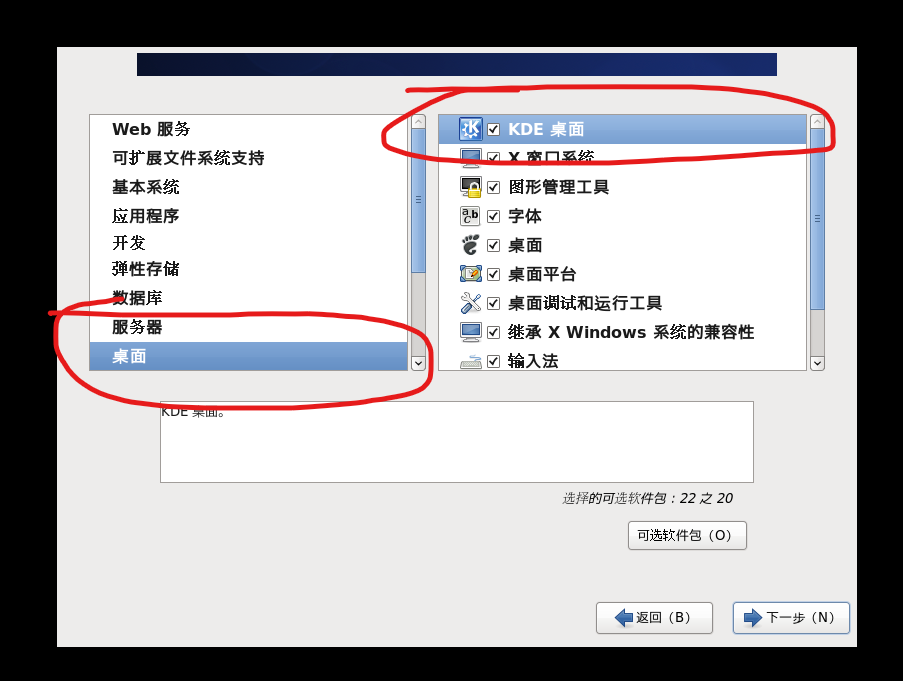 Web 服务
可扩展文件系统支持
基本系统
应用程序
开发
弹性存储
数据库
服务器
桌面
KDE 桌面
X 窗口系统
图形管理工具
字体
桌面
桌面平台
桌面调试和运行工具
继承 X Windows 系统的兼容性
输入法
KDE 桌面。
选择的可选软件包：22 之 20
可选软件包（O）
返回（B）
下一步（N）